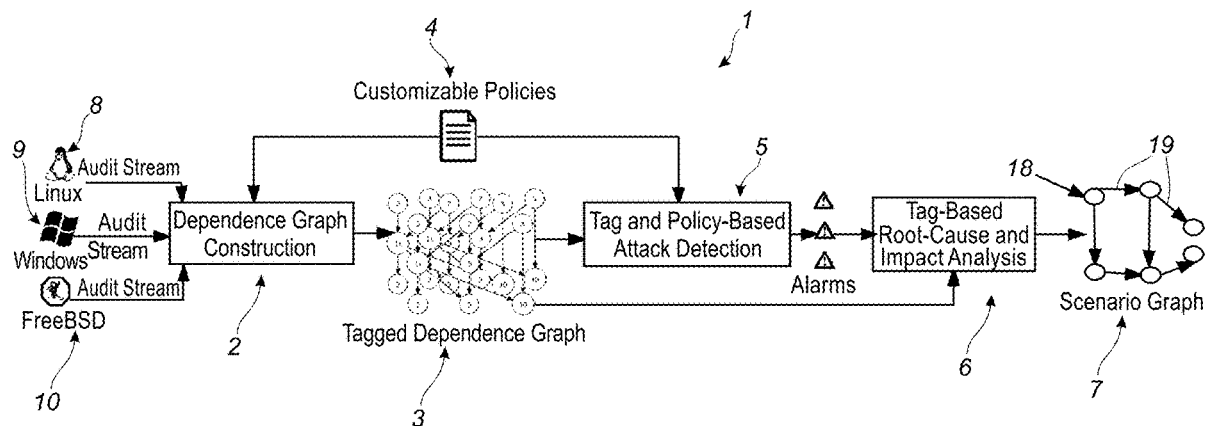 1
4
Customizable Policies
8
9
Audit Stream
Linux
Audit
Stream
Windows
Audit Stream
FreeBSD
10
Dependence Graph
Construction
2
Tagged Dependence Graph
3
5
Tag and Policy-Based
Attack Detection
Alarms
Tag-Based
Root-Cause and
Impact Analysis
6
18
19
Scenario Graph
7